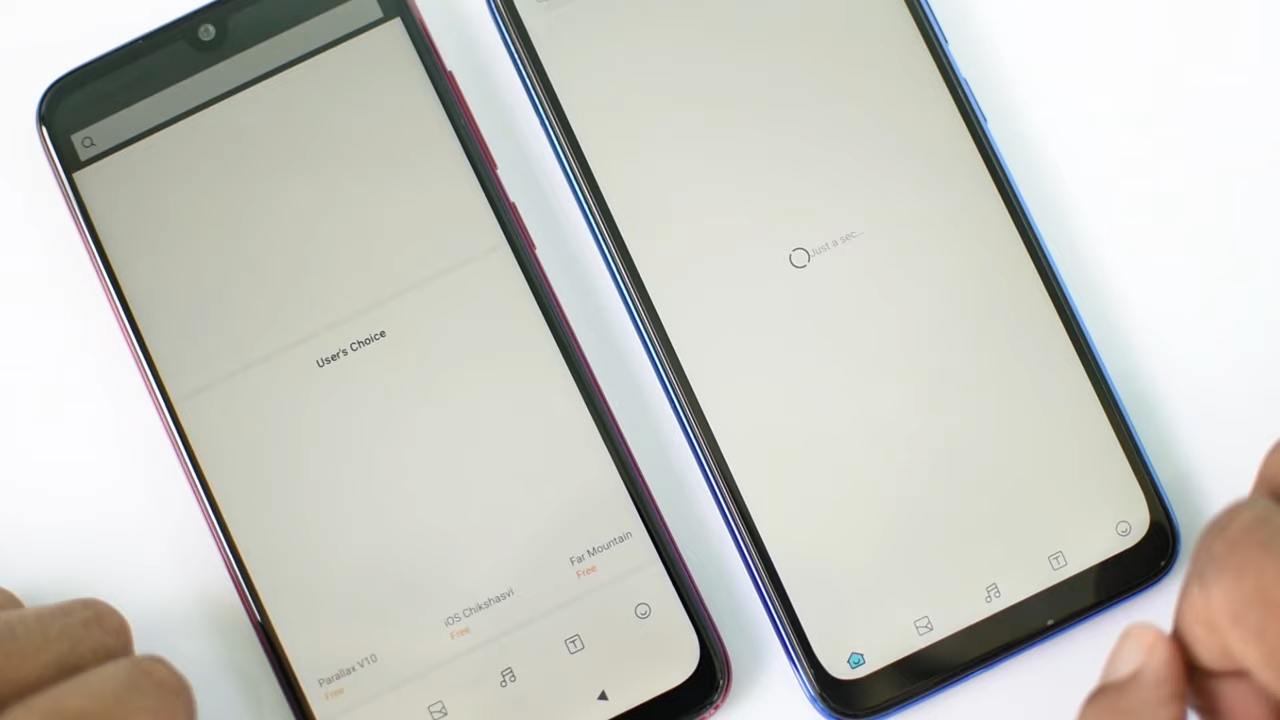 User's Choice
Parallax V10
Free
iOS Chikshasvi
Free
Far Mountain
Free
Just a sec...
T
T